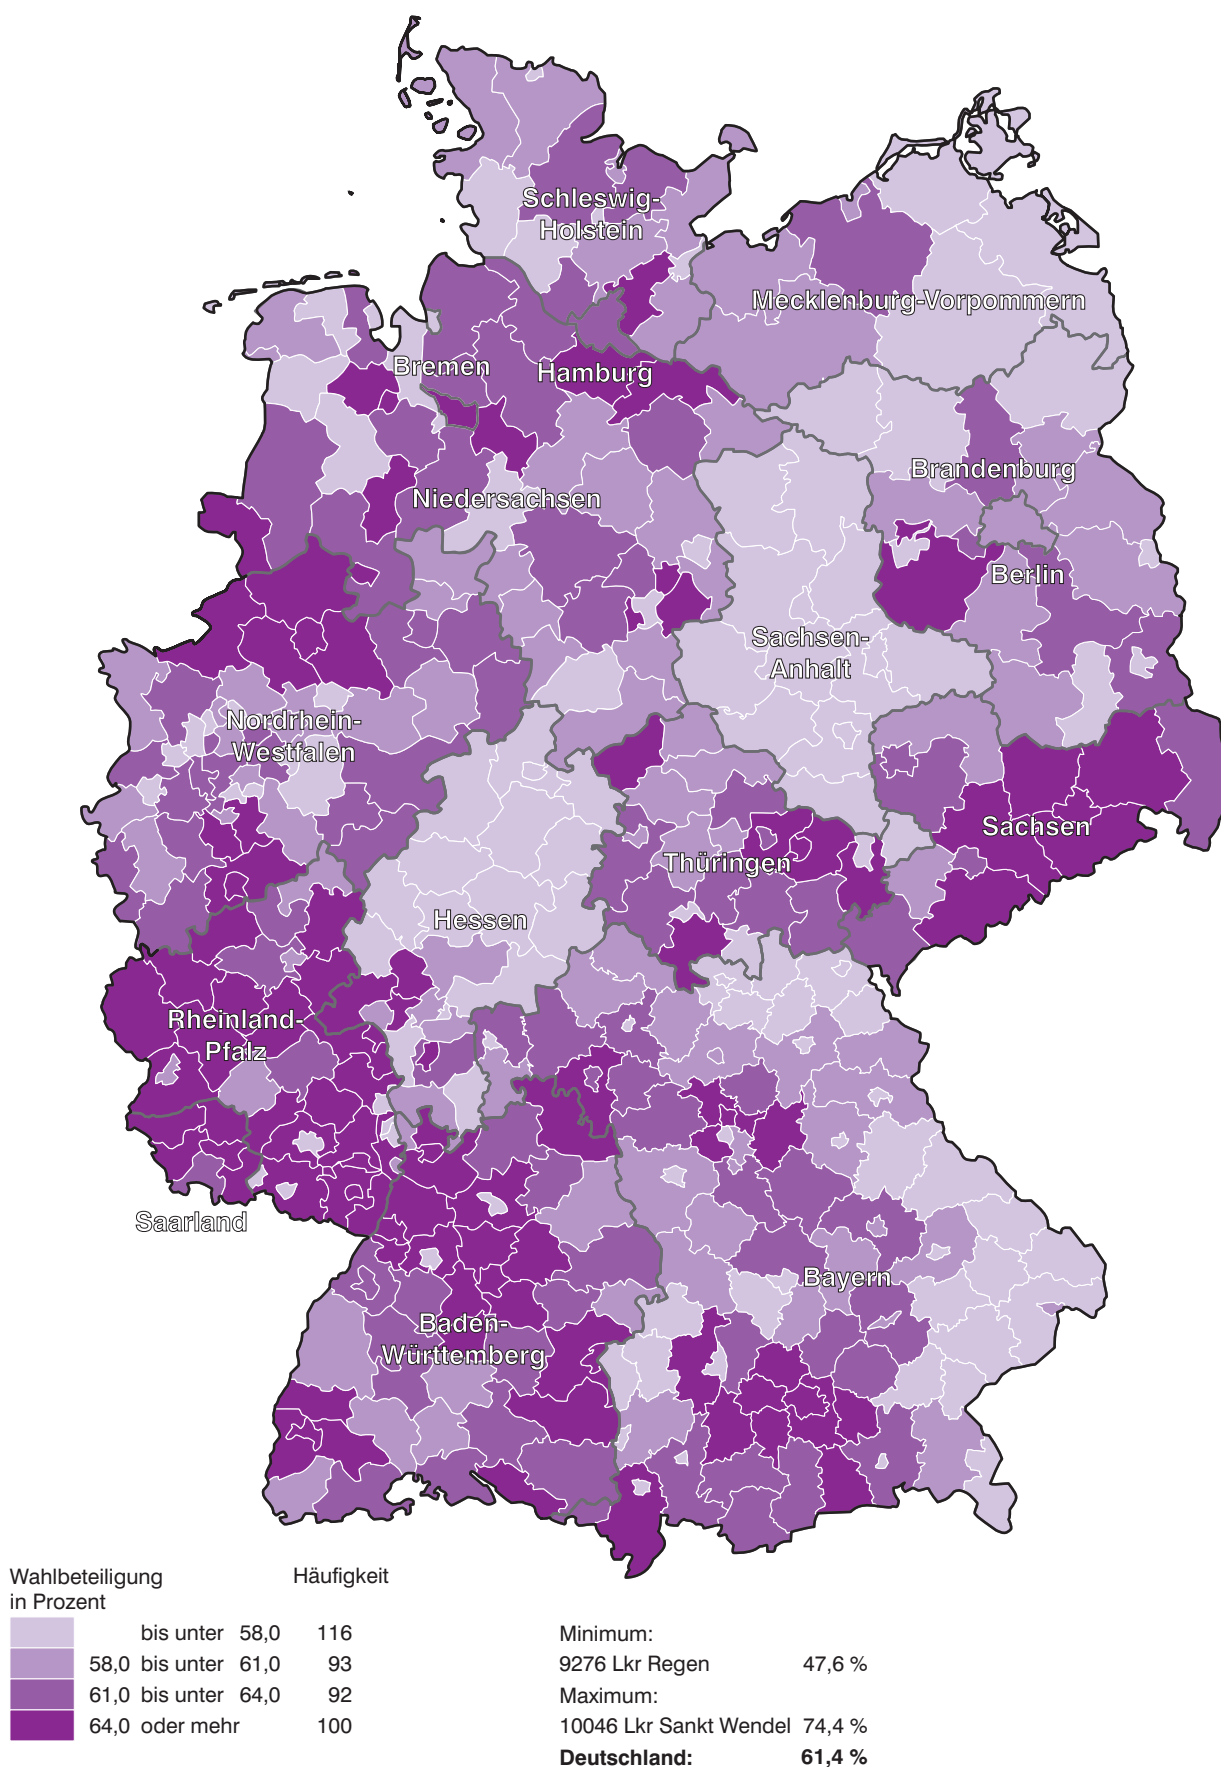 Schleswig-
Holstein
Mecklenburg-Vorpommern
Bremen
Hamburg
Brandenburg
Niedersachsen
Berlin
Sachsen-
Anhalt
Nordrhein-
Westfalen
Sachsen
Thüringen
Hessen
Rheinland-
Pfalz
Saarland
Bayern
Baden-
Württemberg
Wahlbeteiligung
in Prozent
Häufigkeit
bis unter 58,0 116
58,0 bis unter 61,0 93
61,0 bis unter 64,0 92
64,0 oder mehr 100
Minimum:
9276 Lkr Regen 47,6 %
Maximum:
10046 Lkr Sankt Wendel 74,4 %
Deutschland: 61,4 %